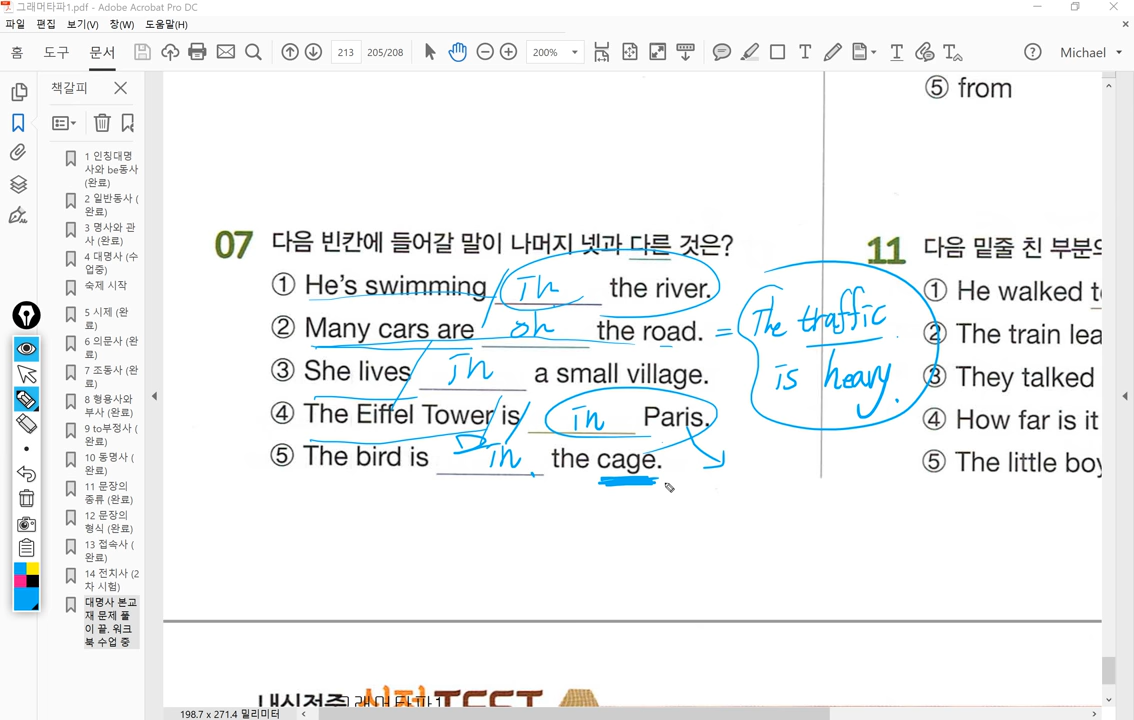 그래머타파1.pdf - Adobe Acrobat Pro DC
파일 편집 보기(V) 창(W) 도움말(H)
홈 도구 문서 213 205/208 200% Michael
책갈피
1 인칭대명
사와 be동사
(완료)
2 일반동사 (
완료)
3 명사와 관
사 (완료)
4 대명사 (수
업중)
숙제 시작
5 시제 (완
료)
6 의문사 (완
료)
7 조동사 (완
료)
8 형용사와
부사 (완료)
9 to부정사 (
완료)
10 동명사 (
완료)
11 문장의
종류 (완료)
12 문장의
형식 (완료)
13 접속사 (
완료)
14 전치사 (2
차 시험)
대명사 본교
재 문제 풀
이 끝. 워크
북 수업 중
07 다음 빈칸에 들어갈 말이 나머지 넷과 다른 것은?
① He's swimming in the river.
② Many cars are on the road. = The traffic
is heavy.
③ She lives in a small village.
④ The Eiffel Tower is in Paris.
⑤ The bird is in the cage.
⑤ from
11 다음 밑줄 친 부분의
① He walked to
② The train lea
③ They talked
④ How far is it
⑤ The little boy
그래머타파1
TEST
198.7 x 271.4 밀리미터